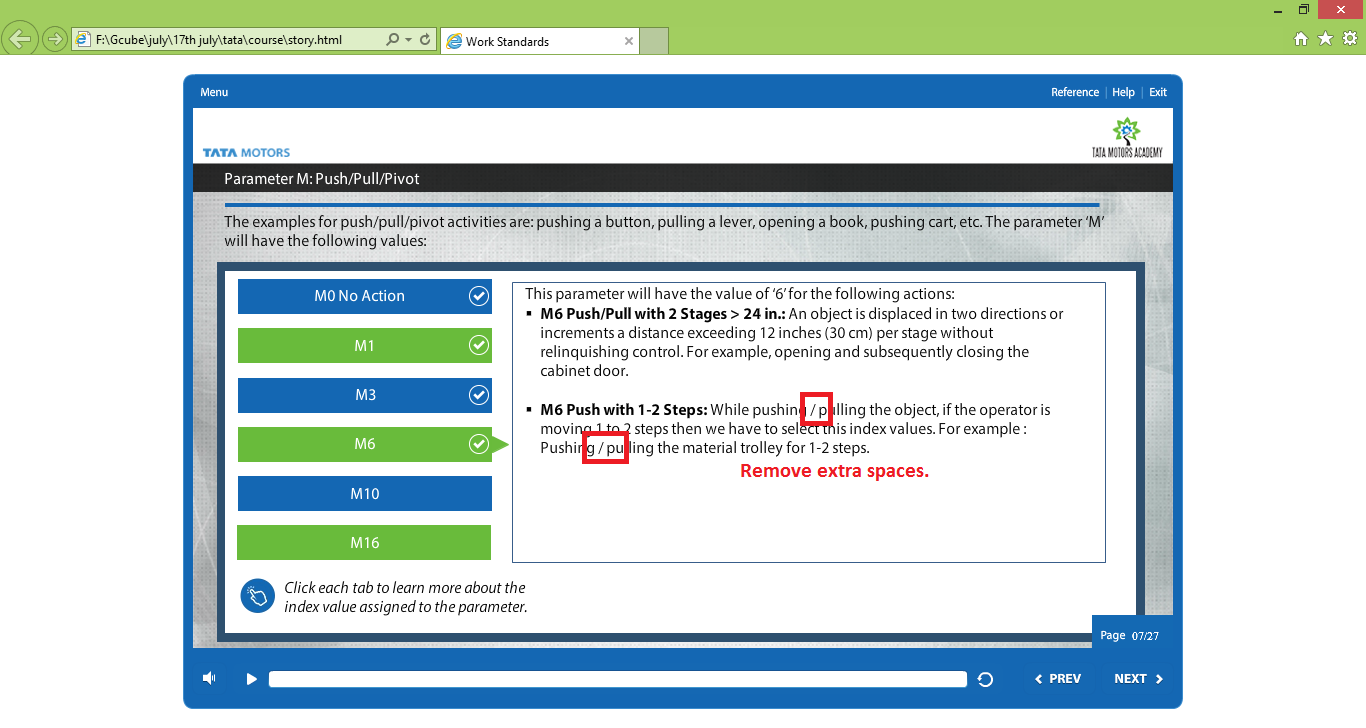 F:\Gcube\july\17th july\tata\course\story.html
Work Standards
Menu
Reference | Help | Exit
TATA MOTORS
TATA MOTORS ACADEMY
Parameter M: Push/Pull/Pivot
The examples for push/pull/pivot activities are: pushing a button, pulling a lever, opening a book, pushing cart, etc. The parameter ‘M’
will have the following values:
M0 No Action
M1
M3
M6
M10
M16
This parameter will have the value of ‘6’ for the following actions:
▪ M6 Push/Pull with 2 Stages > 24 in.: An object is displaced in two directions or
increments a distance exceeding 12 inches (30 cm) per stage without
relinquishing control. For example, opening and subsequently closing the
cabinet door.
▪ M6 Push with 1-2 Steps: While pushing / pulling the object, if the operator is
moving 1 to 2 steps then we have to select this index values. For example :
Pushing / pulling the material trolley for 1-2 steps.
Remove extra spaces.
Click each tab to learn more about the
index value assigned to the parameter.
Page 07/27
PREV
NEXT